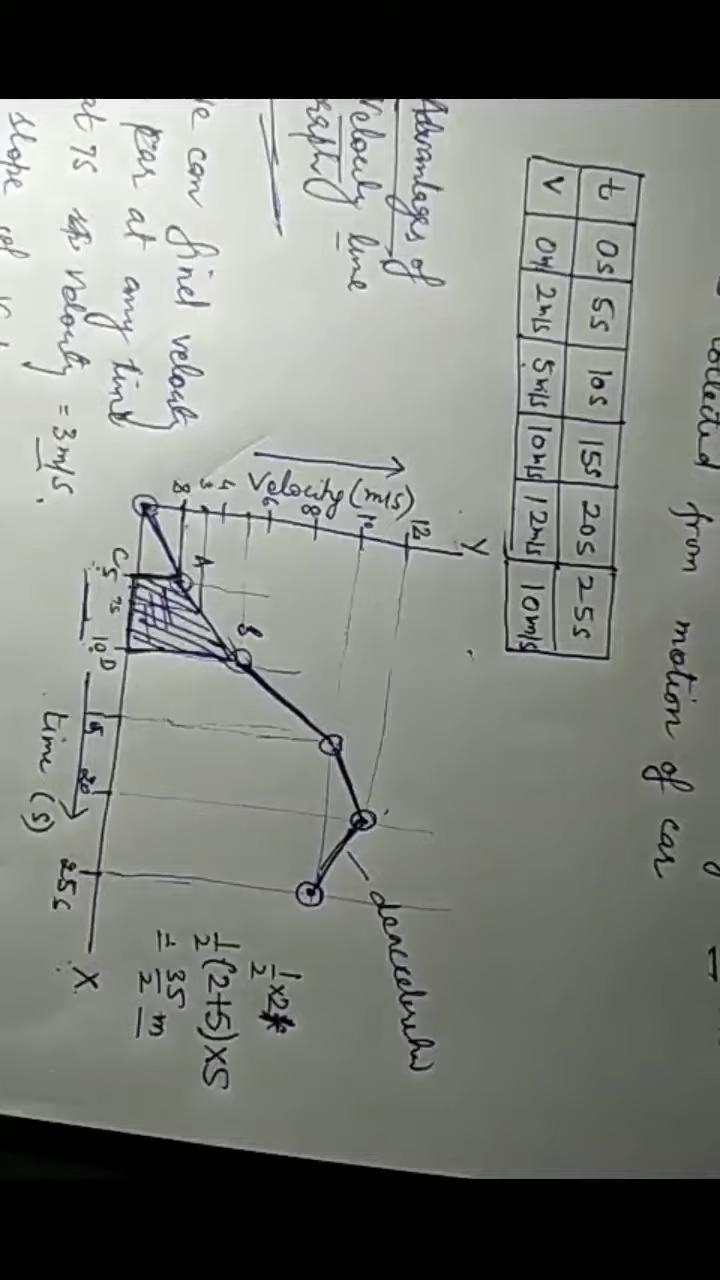 collected from motion of car
t 0s 5s 10s 15s 20s 25s
v 0m/s 2m/s 5m/s 10m/s 12m/s 10m/s
Advantages of
velocity time
graph
we can find velocity
car at any time
at 7s velocity = 3m/s.
slope of
Y
Velocity (m/s)
12
10
8
6
4
3
2
A
B
C
D
5
7s
10
15
20
25s
time (s)
X
1/2 × 2
1/2 (2+5) × 5
= 35/2 m